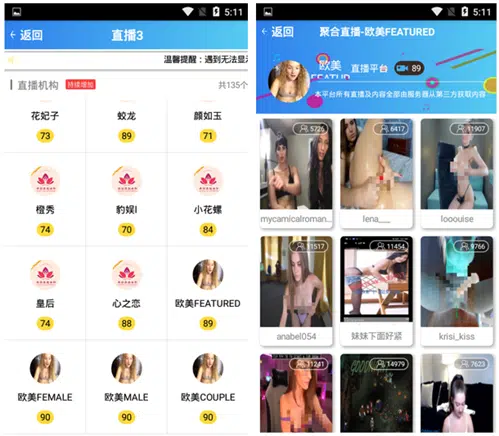 5:11
返回
直播3
温馨提醒：遇到无法显
直播机构
持续增加
共135个
花妃子
蛟龙
颜如玉
73
89
71
橙秀
豹娱I
小花螺
74
70
84
皇后
心之恋
欧美FEATURED
74
88
89
欧美FEMALE
欧美MALE
欧美COUPLE
90
90
90
5:11
返回
聚合直播-欧美FEATURED
欧美
FEATURED
直播平台
89
本平台所有直播及内容全部由服务器从第三方获取内容
5726
6417
11907
mycamicalroman...
lena___
looouise
11517
11454
9766
anabel054
妹妹下面好紧
krisi_kiss
11241
14979
7623